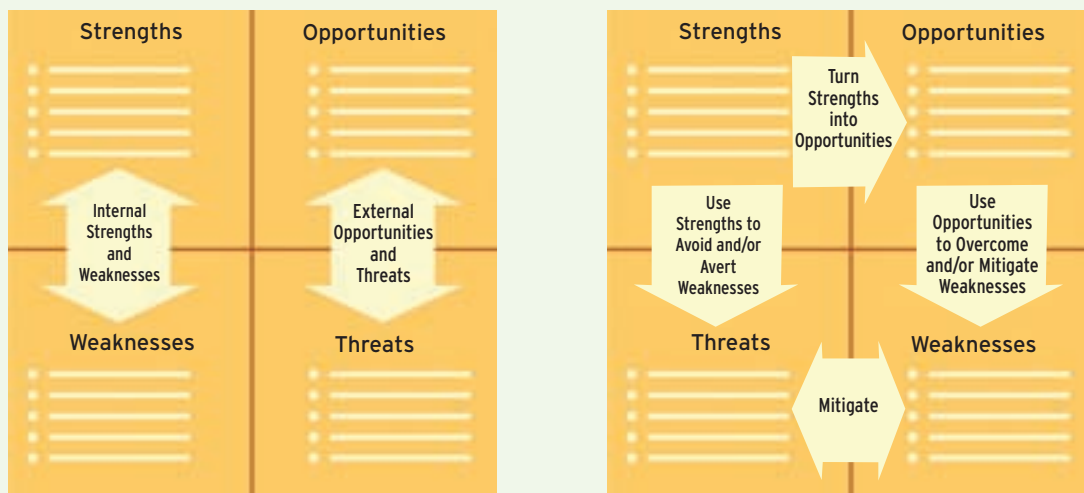 Strengths
Opportunities
Internal
Strengths
and
Weaknesses
External
Opportunities
and
Threats
Weaknesses
Threats
Strengths
Opportunities
Turn
Strengths
into
Opportunities
Use
Strengths to
Avoid and/or
Avert
Weaknesses
Use
Opportunities
to Overcome
and/or Mitigate
Weaknesses
Threats
Weaknesses
Mitigate